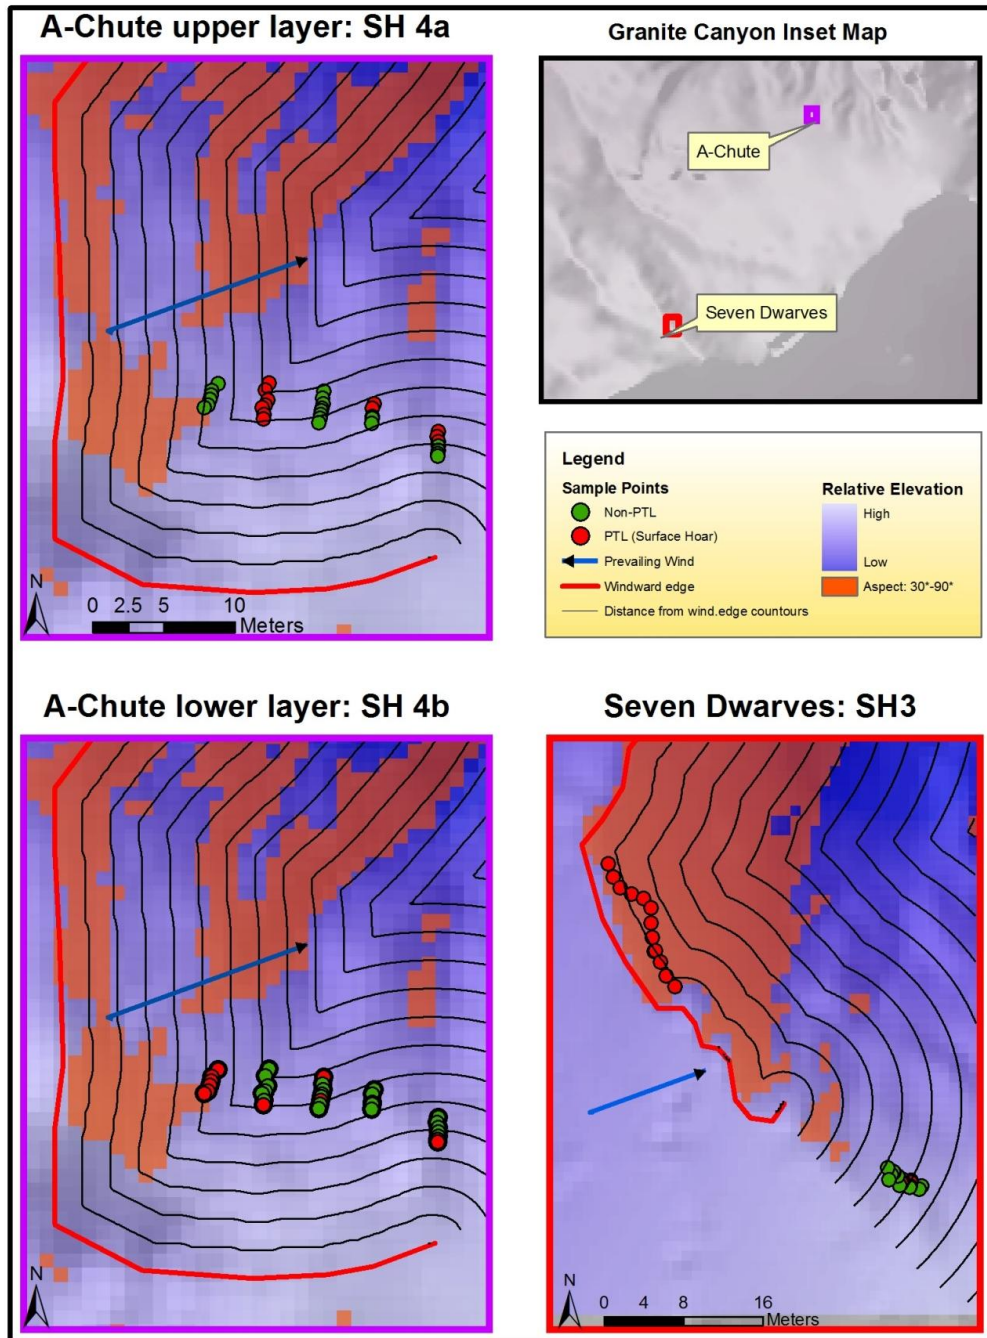 A-Chute upper layer: SH 4a
N
0 2.5 5 10
Meters
Granite Canyon Inset Map
A-Chute
Seven Dwarves
Legend
Sample Points
Non-PTL
PTL (Surface Hoar)
Prevailing Wind
Windward edge
Distance from wind.edge countours
Relative Elevation
High
Low
Aspect: 30°-90°
A-Chute lower layer: SH 4b
N
Seven Dwarves: SH3
N
0 4 8 16
Meters